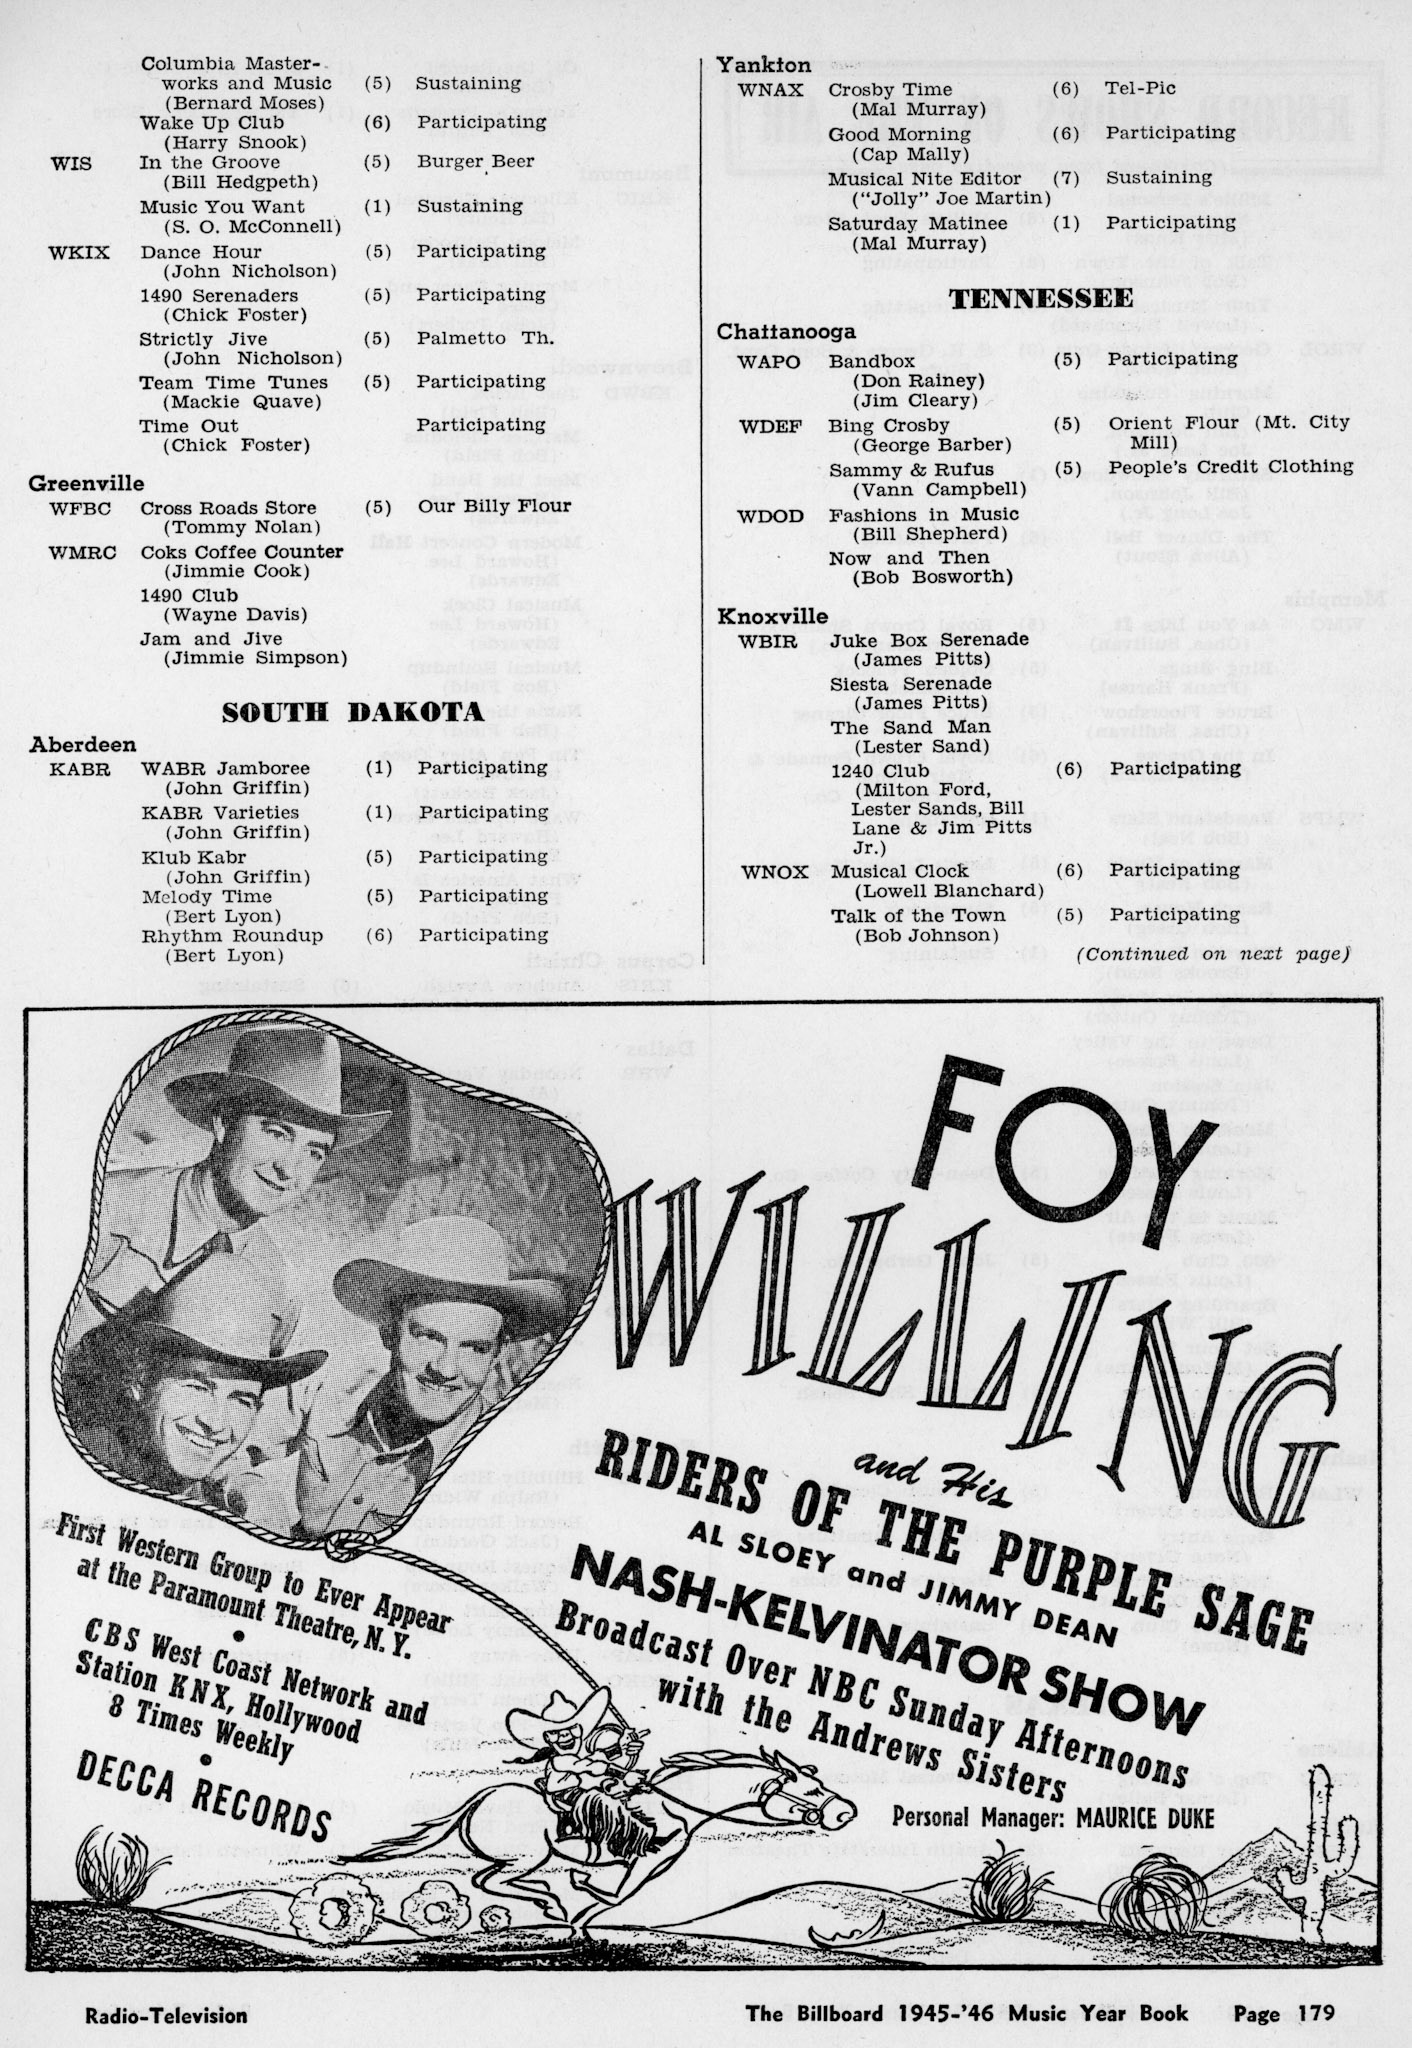 Columbia Master-
works and Music (5) Sustaining
(Bernard Moses)
Wake Up Club (6) Participating
(Harry Snook)
WIS In the Groove (5) Burger Beer
(Bill Hedgpeth)
Music You Want (1) Sustaining
(S. O. McConnell)
WKIX Dance Hour (5) Participating
(John Nicholson)
1490 Serenaders (5) Participating
(Chick Foster)
Strictly Jive (5) Palmetto Th.
(John Nicholson)
Team Time Tunes (5) Participating
(Mackie Quave)
Time Out Participating
(Chick Foster)
Greenville
WFBC Cross Roads Store (5) Our Billy Flour
(Tommy Nolan)
WMRC Coks Coffee Counter
(Jimmie Cook)
1490 Club
(Wayne Davis)
Jam and Jive
(Jimmie Simpson)
SOUTH DAKOTA
Aberdeen
KABR WABR Jamboree (1) Participating
(John Griffin)
KABR Varieties (1) Participating
(John Griffin)
Klub Kabr (5) Participating
(John Griffin)
Melody Time (5) Participating
(Bert Lyon)
Rhythm Roundup (6) Participating
(Bert Lyon)
Yankton
WNAX Crosby Time (6) Tel-Pic
(Mal Murray)
Good Morning (6) Participating
(Cap Mally)
Musical Nite Editor (7) Sustaining
("Jolly" Joe Martin)
Saturday Matinee (1) Participating
(Mal Murray)
TENNESSEE
Chattanooga
WAPO Bandbox (5) Participating
(Don Rainey)
(Jim Cleary)
WDEF Bing Crosby (5) Orient Flour (Mt. City
(George Barber) Mill)
Sammy & Rufus (5) People's Credit Clothing
(Vann Campbell)
WDOD Fashions in Music
(Bill Shepherd)
Now and Then
(Bob Bosworth)
Knoxville
WBIR Juke Box Serenade
(James Pitts)
Siesta Serenade
(James Pitts)
The Sand Man
(Lester Sand)
1240 Club (6) Participating
(Milton Ford,
Lester Sands, Bill
Lane & Jim Pitts
Jr.)
WNOX Musical Clock (6) Participating
(Lowell Blanchard)
Talk of the Town (5) Participating
(Bob Johnson)
(Continued on next page)
FOY
WILLING
and His
RIDERS OF THE PURPLE SAGE
AL SLOEY and JIMMY DEAN
NASH-KELVINATOR SHOW
Broadcast Over NBC Sunday Afternoons
with the Andrews Sisters
Personal Manager: MAURICE DUKE
First Western Group to Ever Appear
at the Paramount Theatre, N. Y.
•
CBS West Coast Network and
Station KNX, Hollywood
8 Times Weekly
•
DECCA RECORDS
Radio-Television The Billboard 1945-'46 Music Year Book Page 179